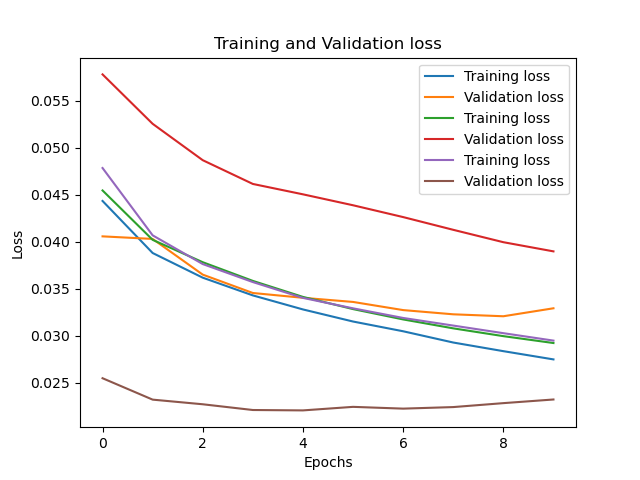 Training and Validation loss
Training loss
Validation loss
Training loss
Validation loss
Training loss
Validation loss
Loss
0.055
0.050
0.045
0.040
0.035
0.030
0.025
0 2 4 6 8
Epochs